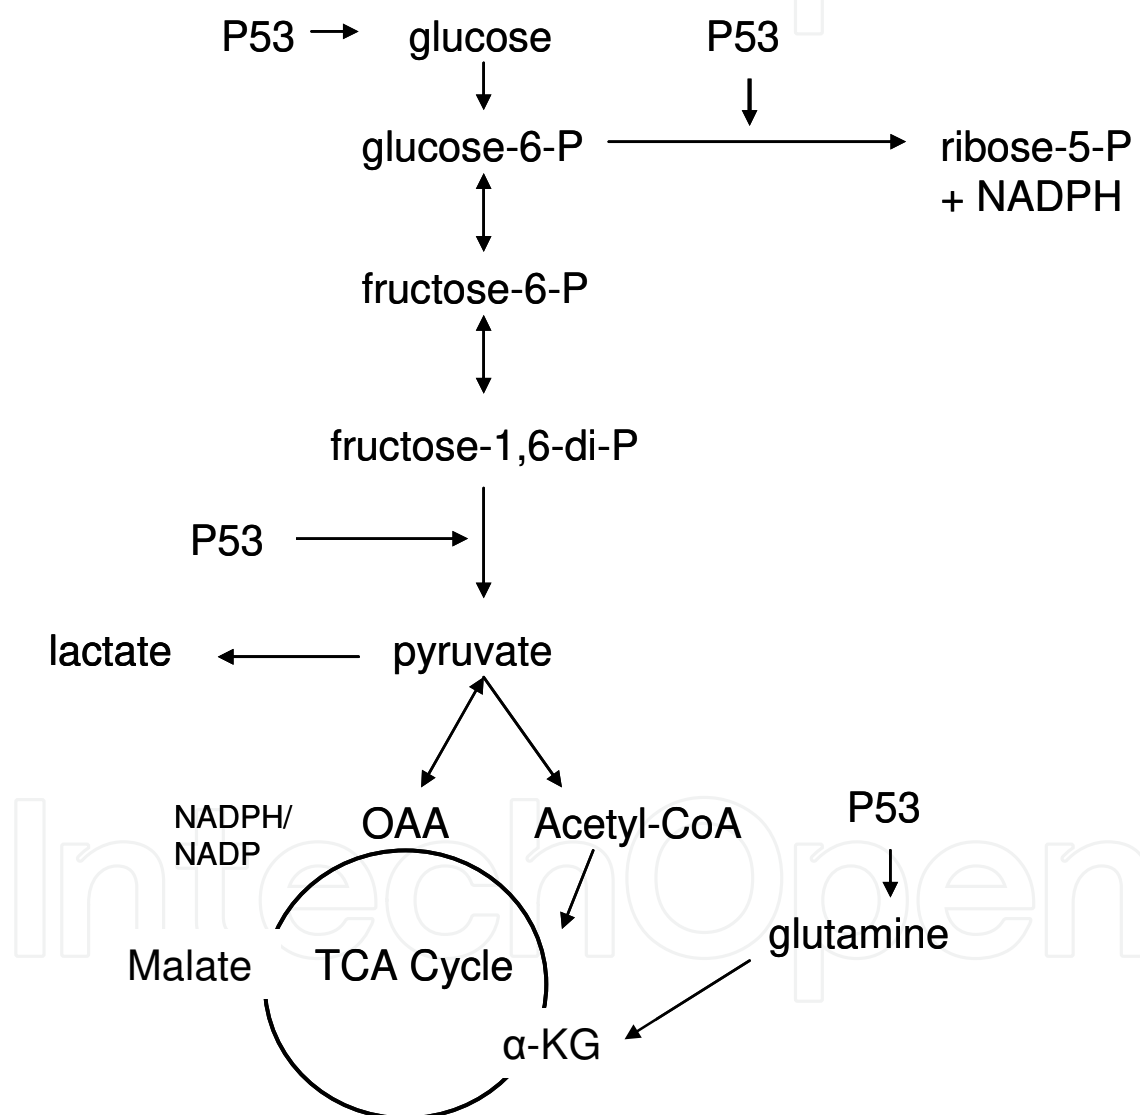 P53
glucose
P53
glucose-6-P
ribose-5-P
+ NADPH
fructose-6-P
fructose-1,6-di-P
P53
lactate
pyruvate
NADPH/
NADP
OAA
Acetyl-CoA
P53
glutamine
Malate
TCA Cycle
α-KG
IntechOpen